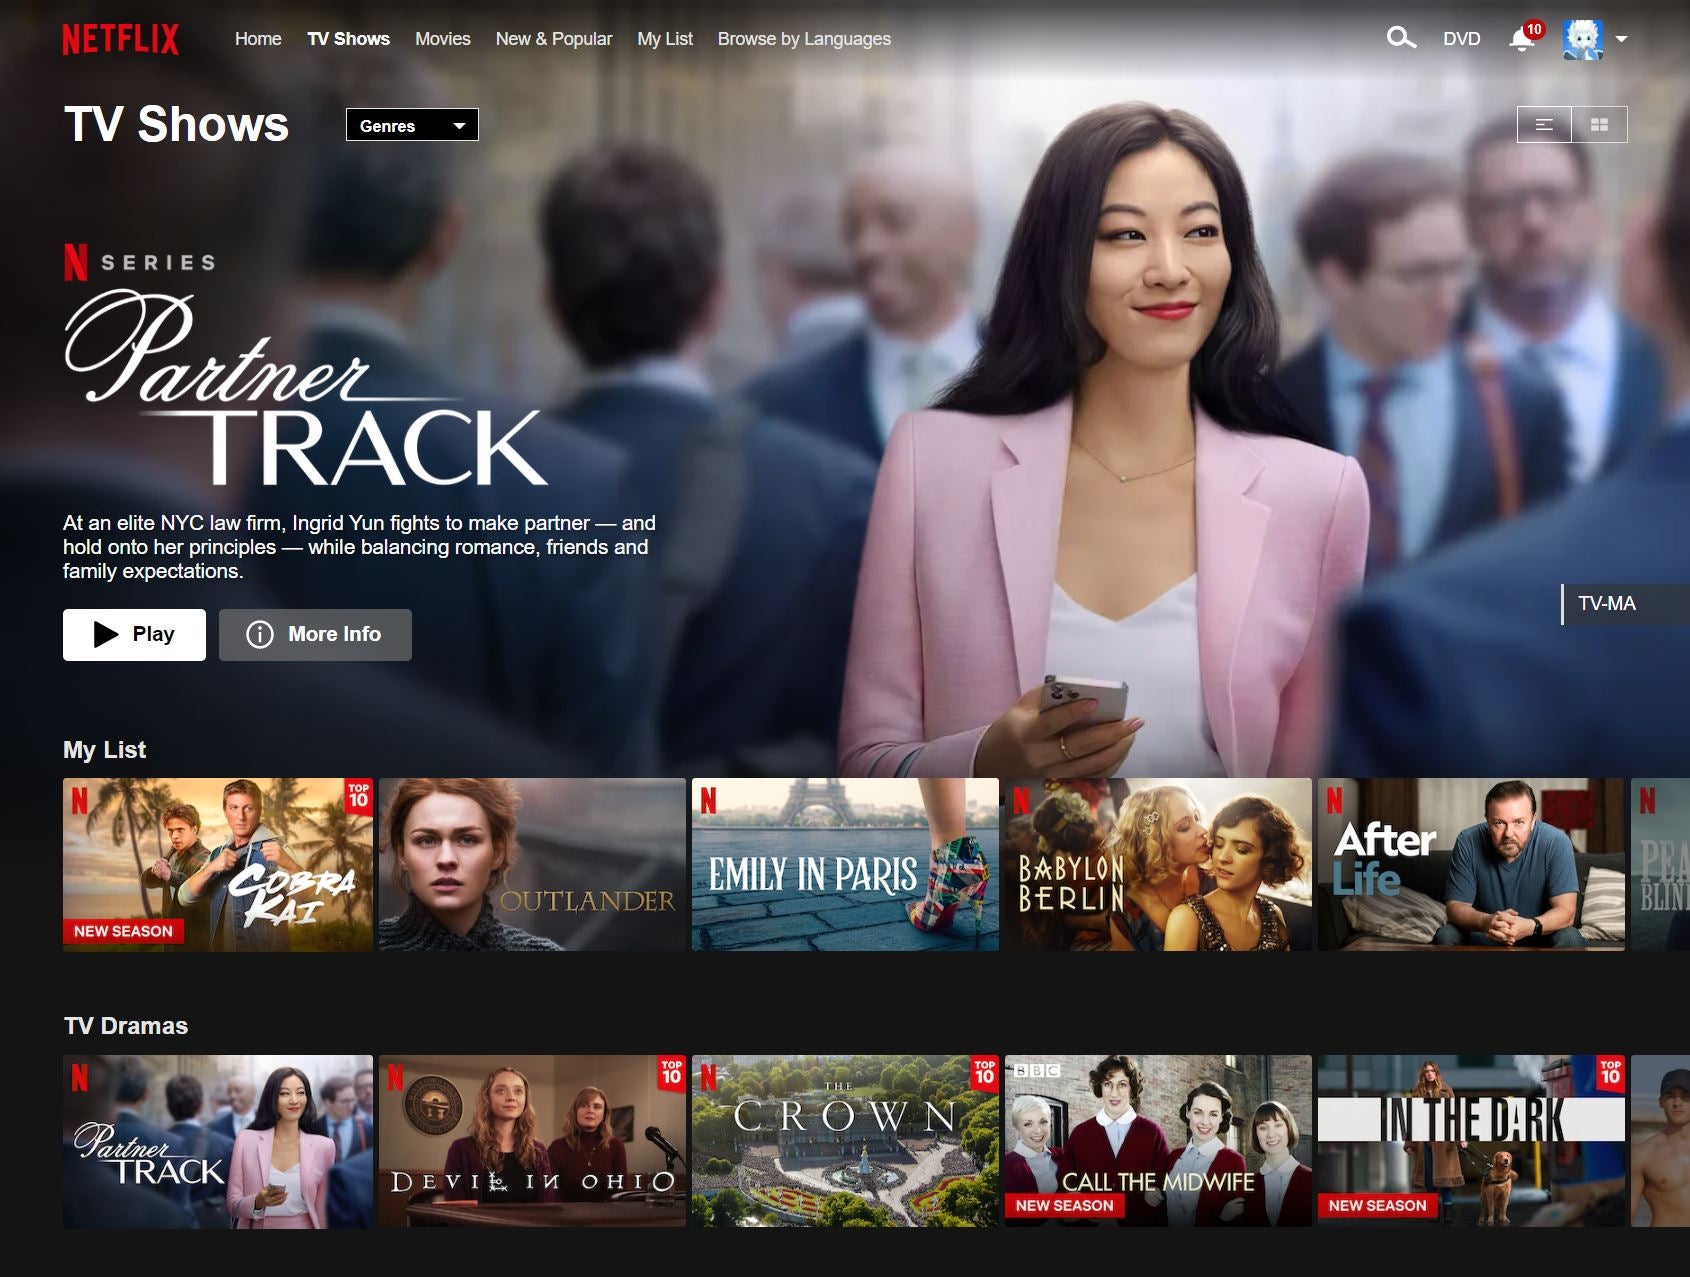 NETFLIX
Home
TV Shows
Movies
New & Popular
My List
Browse by Languages
DVD
10
TV Shows
Genres
N SERIES
Partner
TRACK
At an elite NYC law firm, Ingrid Yun fights to make partner — and
hold onto her principles — while balancing romance, friends and
family expectations.
TV-MA
Play
More Info
My List
N
TOP
10
COBRA
KAI
NEW SEASON
OUTLANDER
N
EMILY IN PARIS
N
BABYLON
BERLIN
N
After
Life
N
TV Dramas
N
Partner
TRACK
N
TOP
10
DEVIL IN OHIO
N
TOP
10
THE
CROWN
BBC
CALL THE MIDWIFE
NEW SEASON
TOP
10
IN THE DARK
NEW SEASON